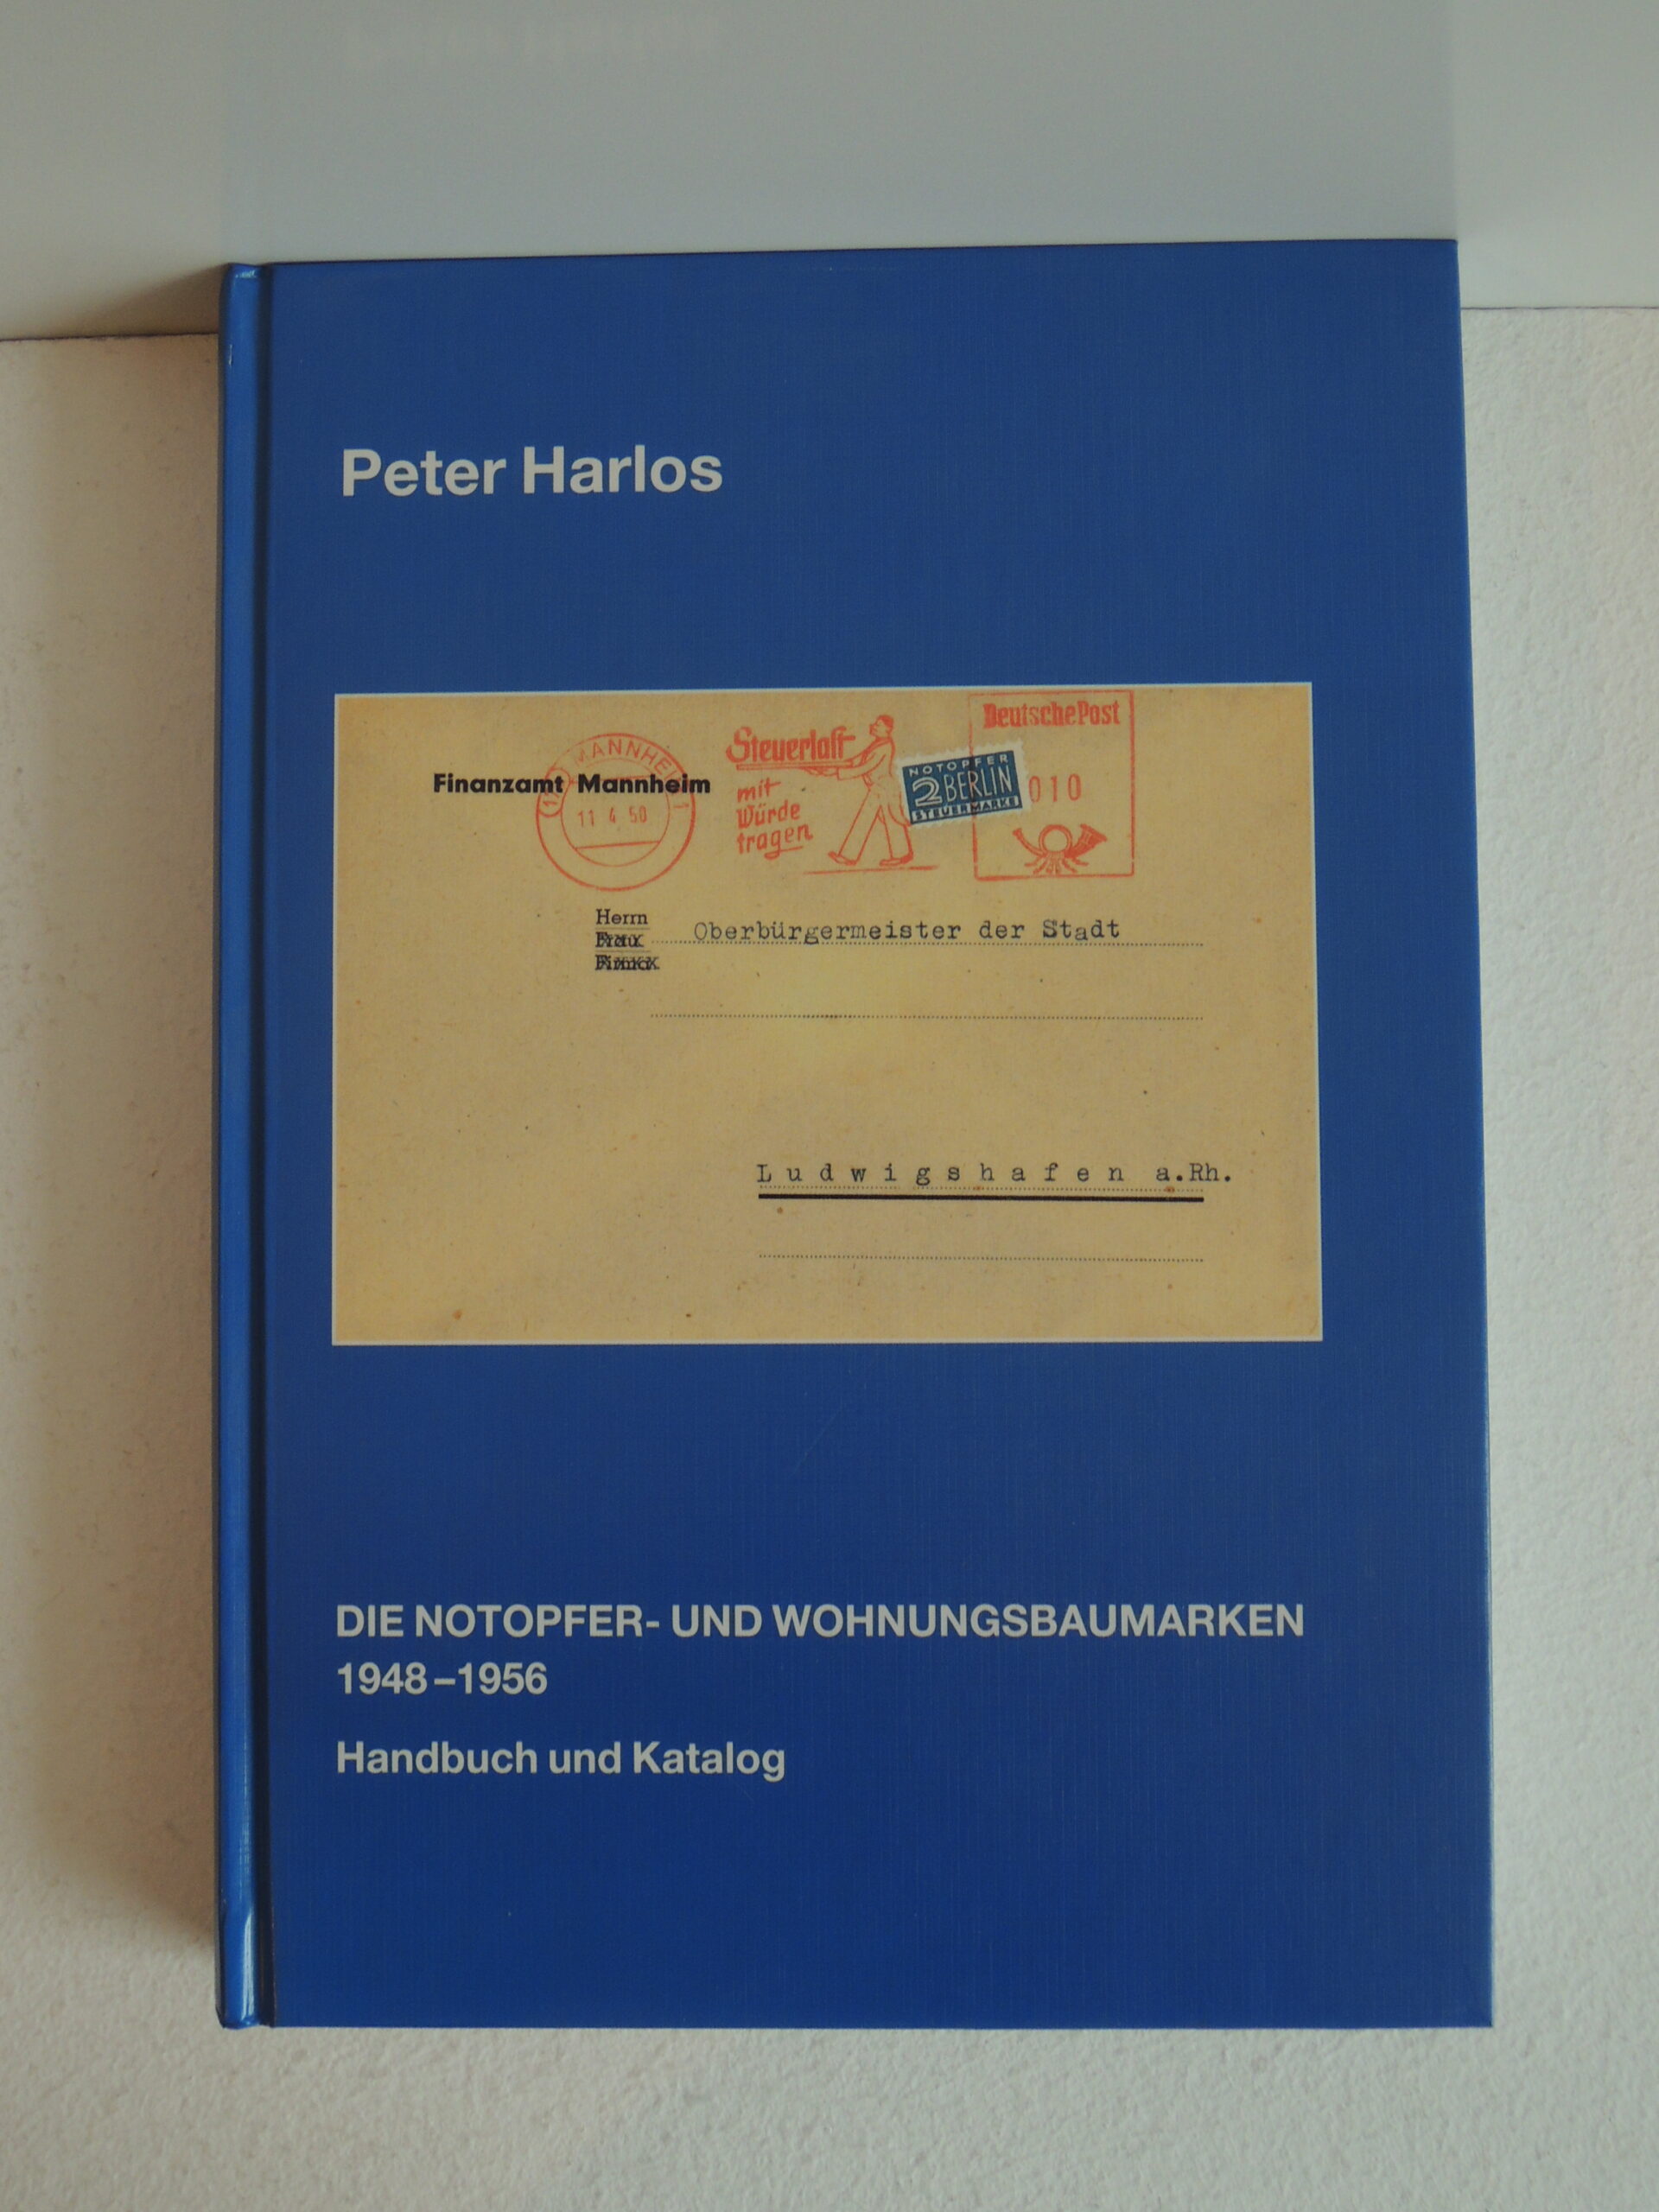 Peter Harlos
MANNHEIM
11 4 50
Finanzamt Mannheim
Steuerlast
mit
Würde
tragen
NOTOPFER
2 BERLIN
STEUERMARKE
Deutsche Post
010
Herrn
Frau
Firma
Oberbürgermeister der Stadt
Ludwigshafen a.Rh.
DIE NOTOPFER- UND WOHNUNGSBAUMARKEN
1948–1956
Handbuch und Katalog